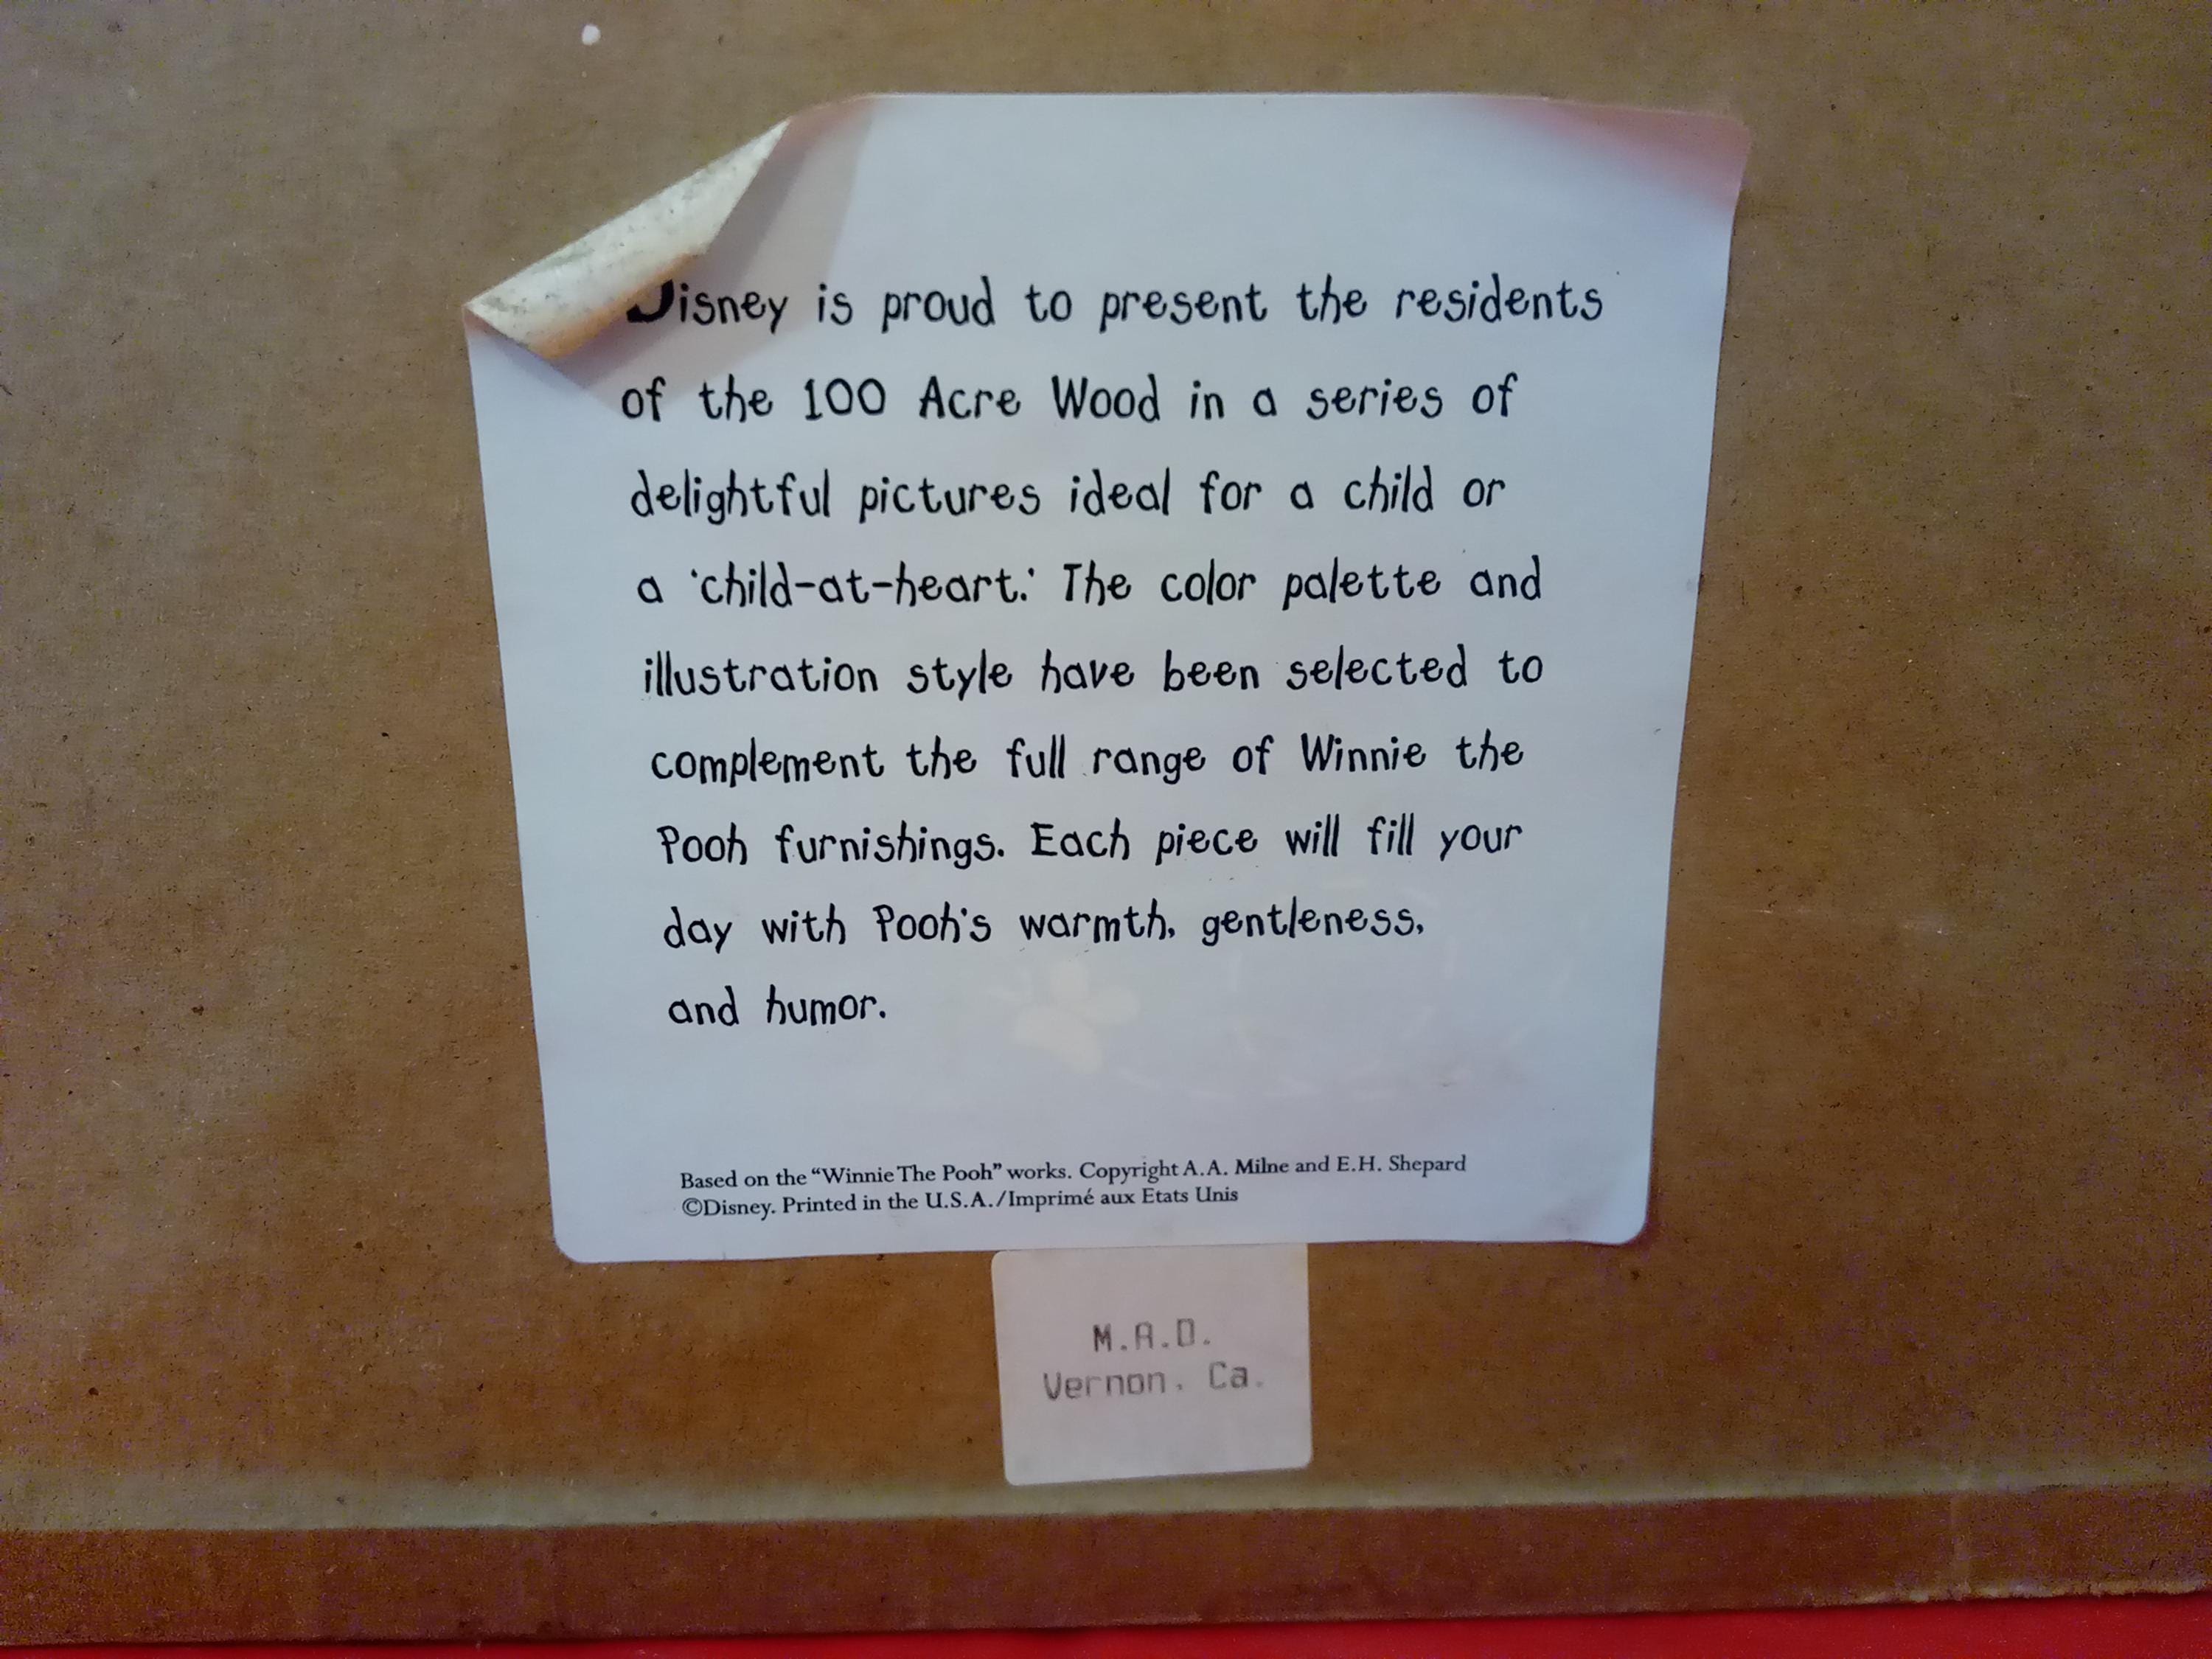 Disney is proud to present the residents
of the 100 Acre Wood in a series of
delightful pictures ideal for a child or
a 'child-at-heart.' The color palette and
illustration style have been selected to
complement the full range of Winnie the
Pooh furnishings. Each piece will fill your
day with Pooh's warmth, gentleness,
and humor.
Based on the “Winnie The Pooh” works. Copyright A.A. Milne and E.H. Shepard
©Disney. Printed in the U.S.A./Imprimé aux Etats Unis
M.A.D.
Vernon, Ca.